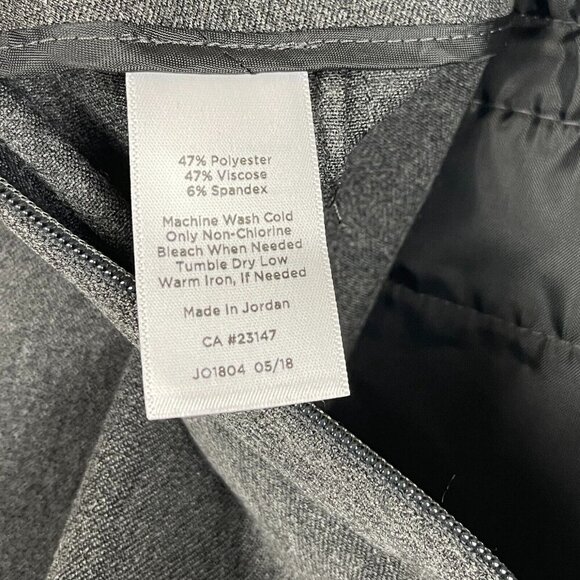 47% Polyester
47% Viscose
6% Spandex
Machine Wash Cold
Only Non-Chlorine
Bleach When Needed
Tumble Dry Low
Warm Iron, If Needed
Made In Jordan
CA #23147
JO1804 05/18